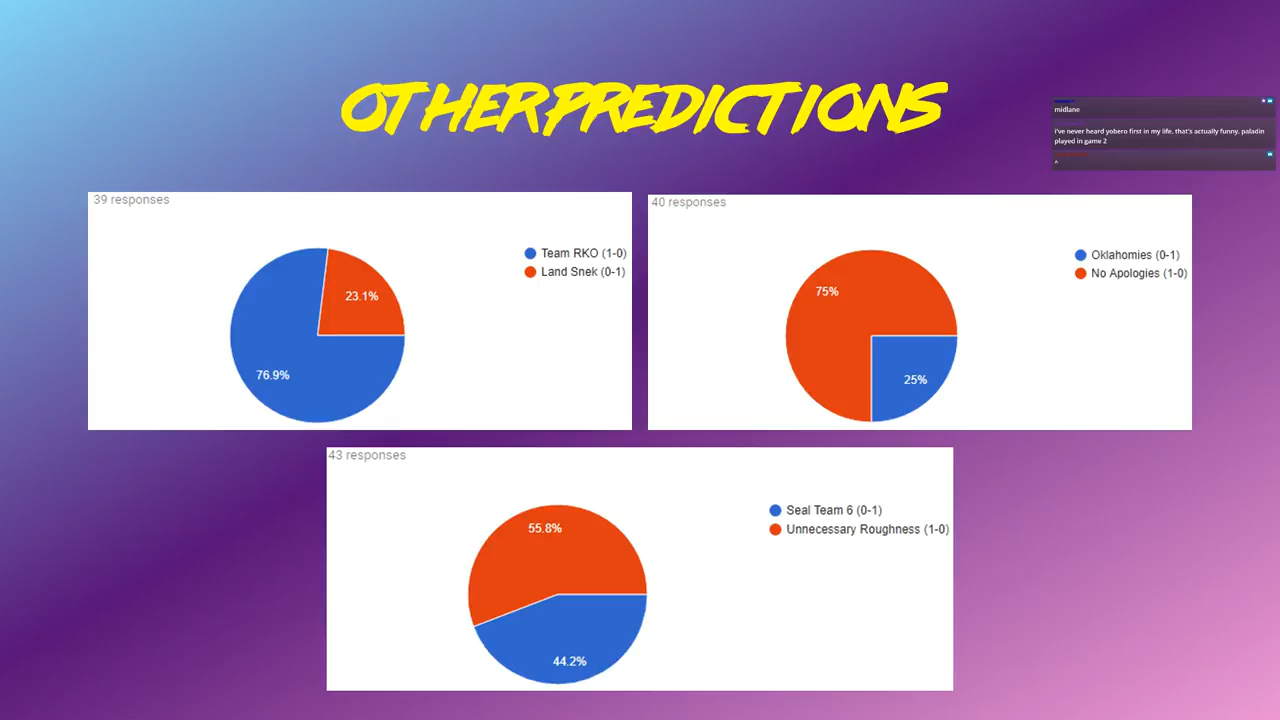 OTHERPREDICTIONS
midlane
i've never heard yobero first in my life. that's actually funny. paladin
played in game 2
^
39 responses
Team RKO (1-0)
Land Snek (0-1)
23.1%
76.9%
40 responses
Oklahomies (0-1)
No Apologies (1-0)
75%
25%
43 responses
Seal Team 6 (0-1)
Unnecessary Roughness (1-0)
55.8%
44.2%